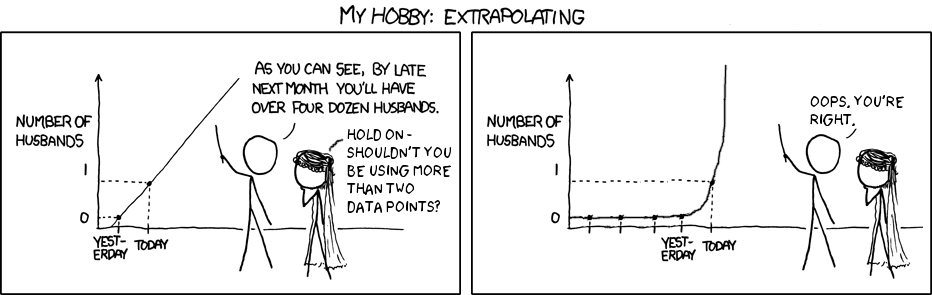 MY HOBBY: EXTRAPOLATING
AS YOU CAN SEE, BY LATE
NEXT MONTH YOU'LL HAVE
OVER FOUR DOZEN HUSBANDS.
HOLD ON-
SHOULDN'T YOU
BE USING MORE
THAN TWO
DATA POINTS?
NUMBER OF
HUSBANDS
1
0
YEST-
ERDAY
TODAY
OOPS. YOU'RE
RIGHT.
NUMBER OF
HUSBANDS
1
0
YEST-
ERDAY
TODAY